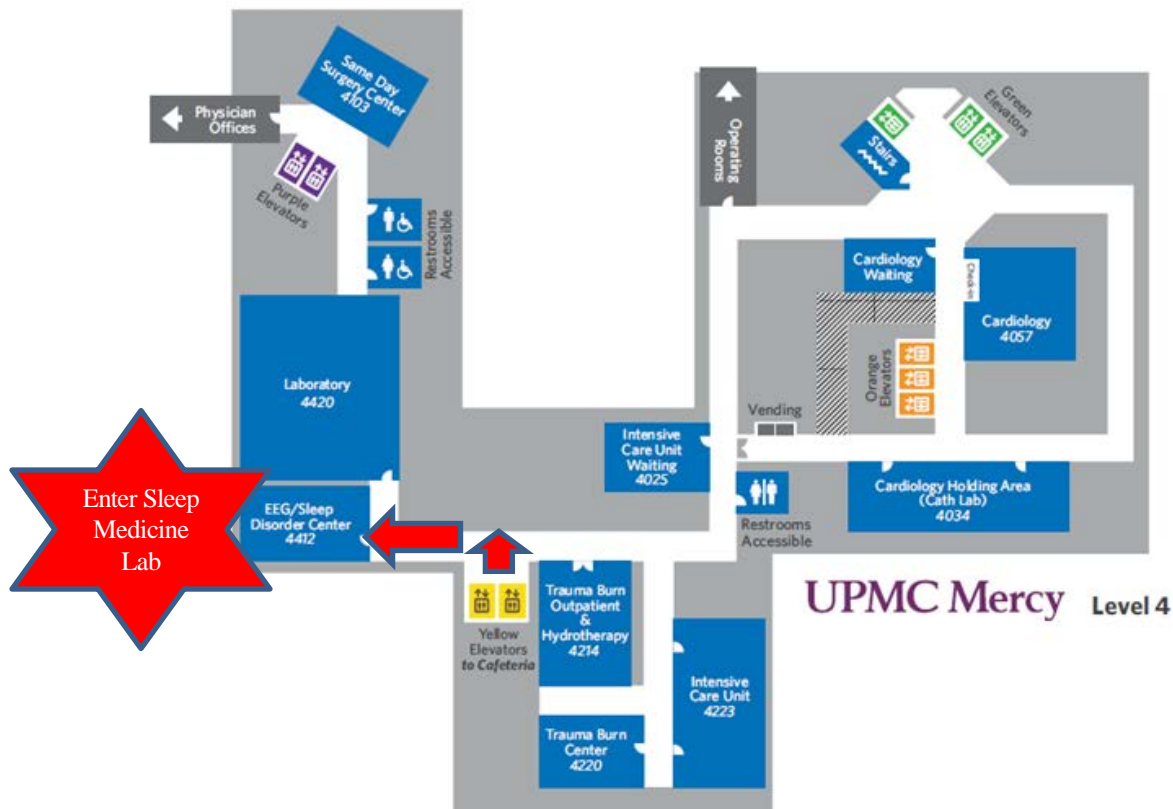 Same Day
Surgery Center
4103
Physician
Offices
Purple
Elevators
Restrooms
Accessible
Operating
Rooms
Green
Elevators
Stairs
Cardiology
Waiting
Check-in
Cardiology
4057
Orange
Elevators
Laboratory
4420
Vending
Intensive
Care Unit
Waiting
4025
Enter Sleep
Medicine
Lab
EEG/Sleep
Disorder Center
4412
Cardiology Holding Area
(Cath Lab)
4034
Restrooms
Accessible
Trauma Burn
Outpatient
&
Hydrotherapy
4214
Yellow
Elevators
to Cafeteria
UPMC Mercy Level 4
Intensive
Care Unit
4223
Trauma Burn
Center
4220